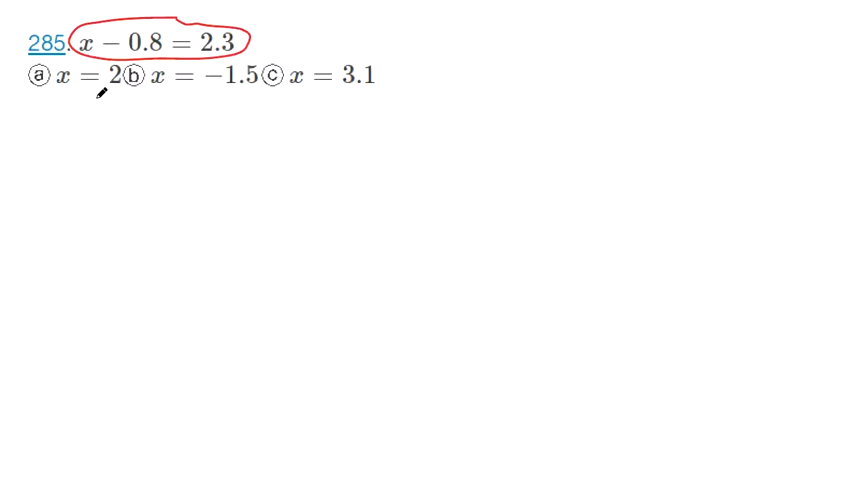 285. x − 0.8 = 2.3
ⓐ x = 2 ⓑ x = −1.5 ⓒ x = 3.1